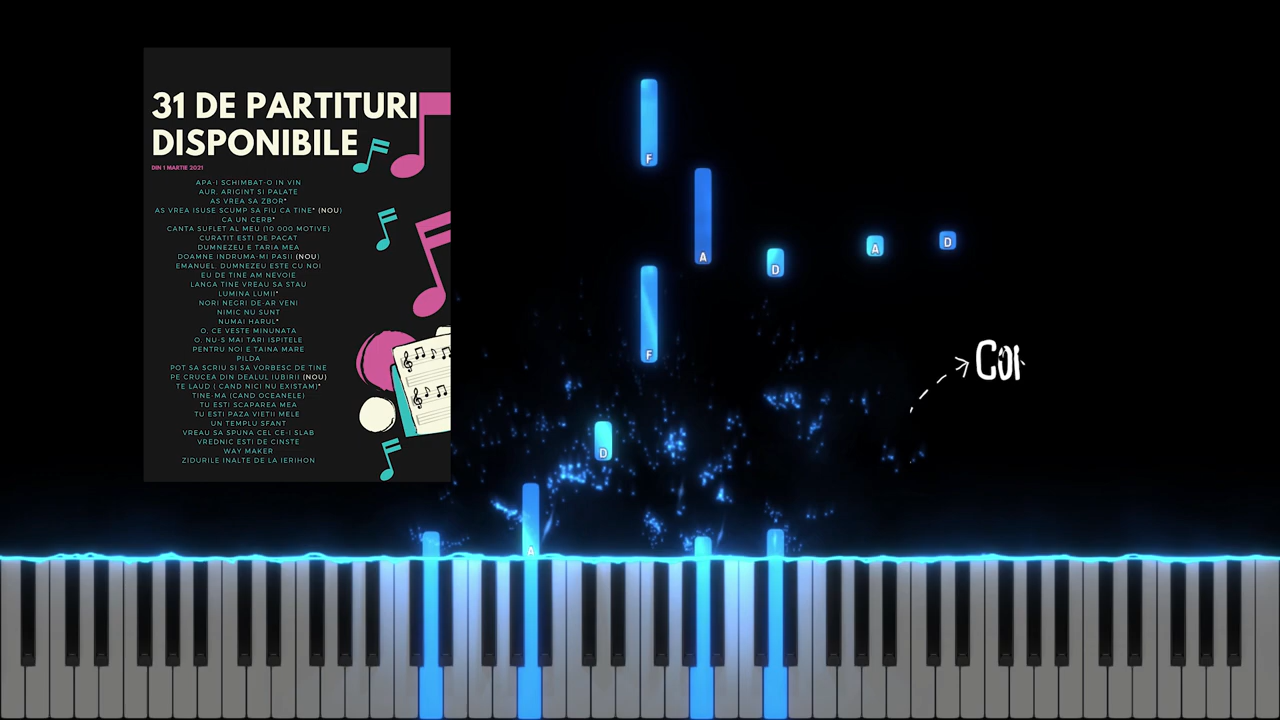 31 DE PARTITURI
DISPONIBILE
DIN 1 MARTIE 2021
APA-I SCHIMBAT-O IN VIN
AUR, ARIGINT SI PALATE
AS VREA SA ZBOR*
AS VREA ISUSE SCUMP SA FIU CA TINE* (NOU)
CA UN CERB*
CANTA SUFLET AL MEU (10 000 MOTIVE)
CURATIT ESTI DE PACAT
DUMNEZEU E TARIA MEA
DOAMNE INDRUMA-MI PASII (NOU)
EMANUEL, DUMNEZEU ESTE CU NOI
EU DE TINE AM NEVOIE
LANGA TINE VREAU SA STAU
LUMINA LUMII*
NORI NEGRI DE-AR VENI
NIMIC NU SUNT
NUMAI HARUL*
O, CE VESTE MINUNATA
O, NU-S MAI TARI ISPITELE
PENTRU NOI E TAINA MARE
PILDA
POT SA SCRIU SI SA VORBESC DE TINE
PE CRUCEA DIN DEALUL IUBIRII (NOU)
TE LAUD ( CAND NICI NU EXISTAM)*
TINE-MA (CAND OCEANELE)
TU ESTI SCAPAREA MEA
TU ESTI PAZA VIETII MELE
UN TEMPLU SFANT
VREAU SA SPUNA CEL CE-I SLAB
VREDNIC ESTI DE CINSTE
WAY MAKER
ZIDURILE INALTE DE LA IERIHON
F
A
D
A
D
F
D
A